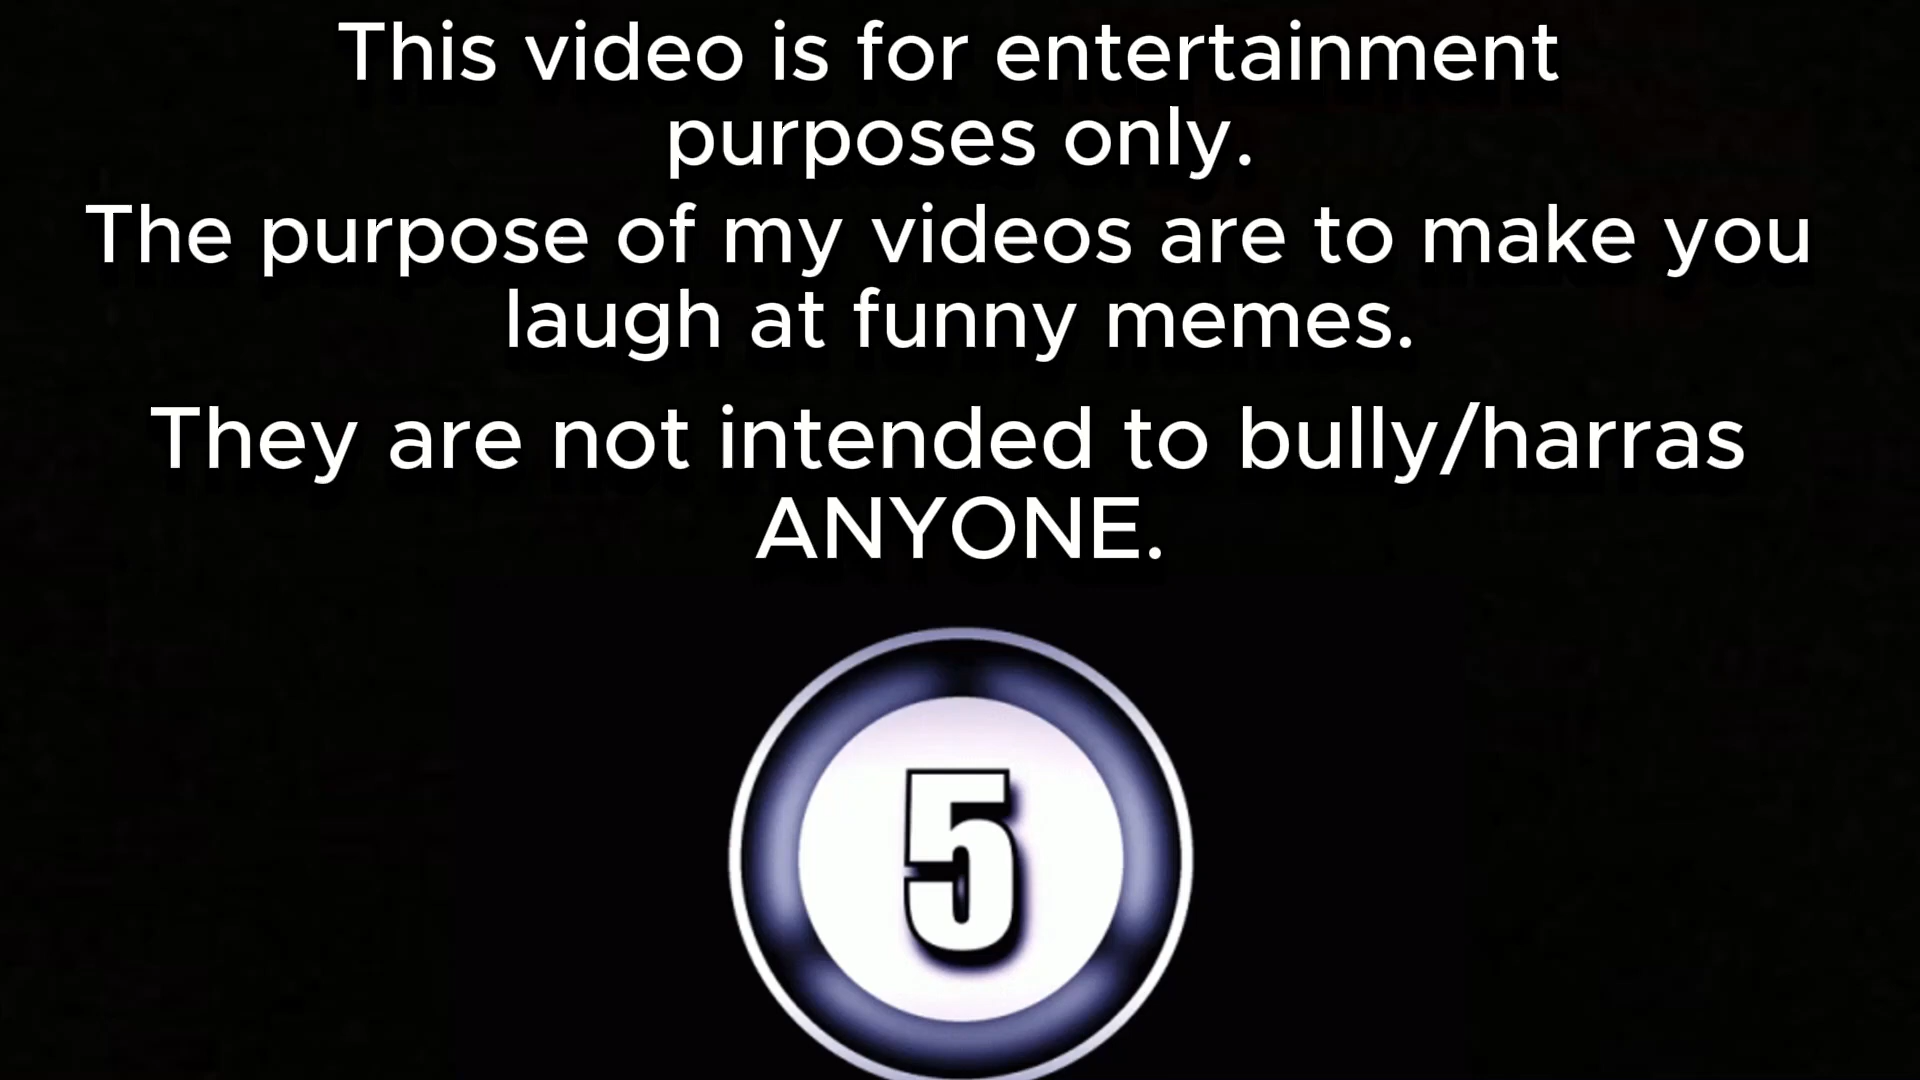 This video is for entertainment
purposes only.
The purpose of my videos are to make you
laugh at funny memes.
They are not intended to bully/harras
ANYONE.
5